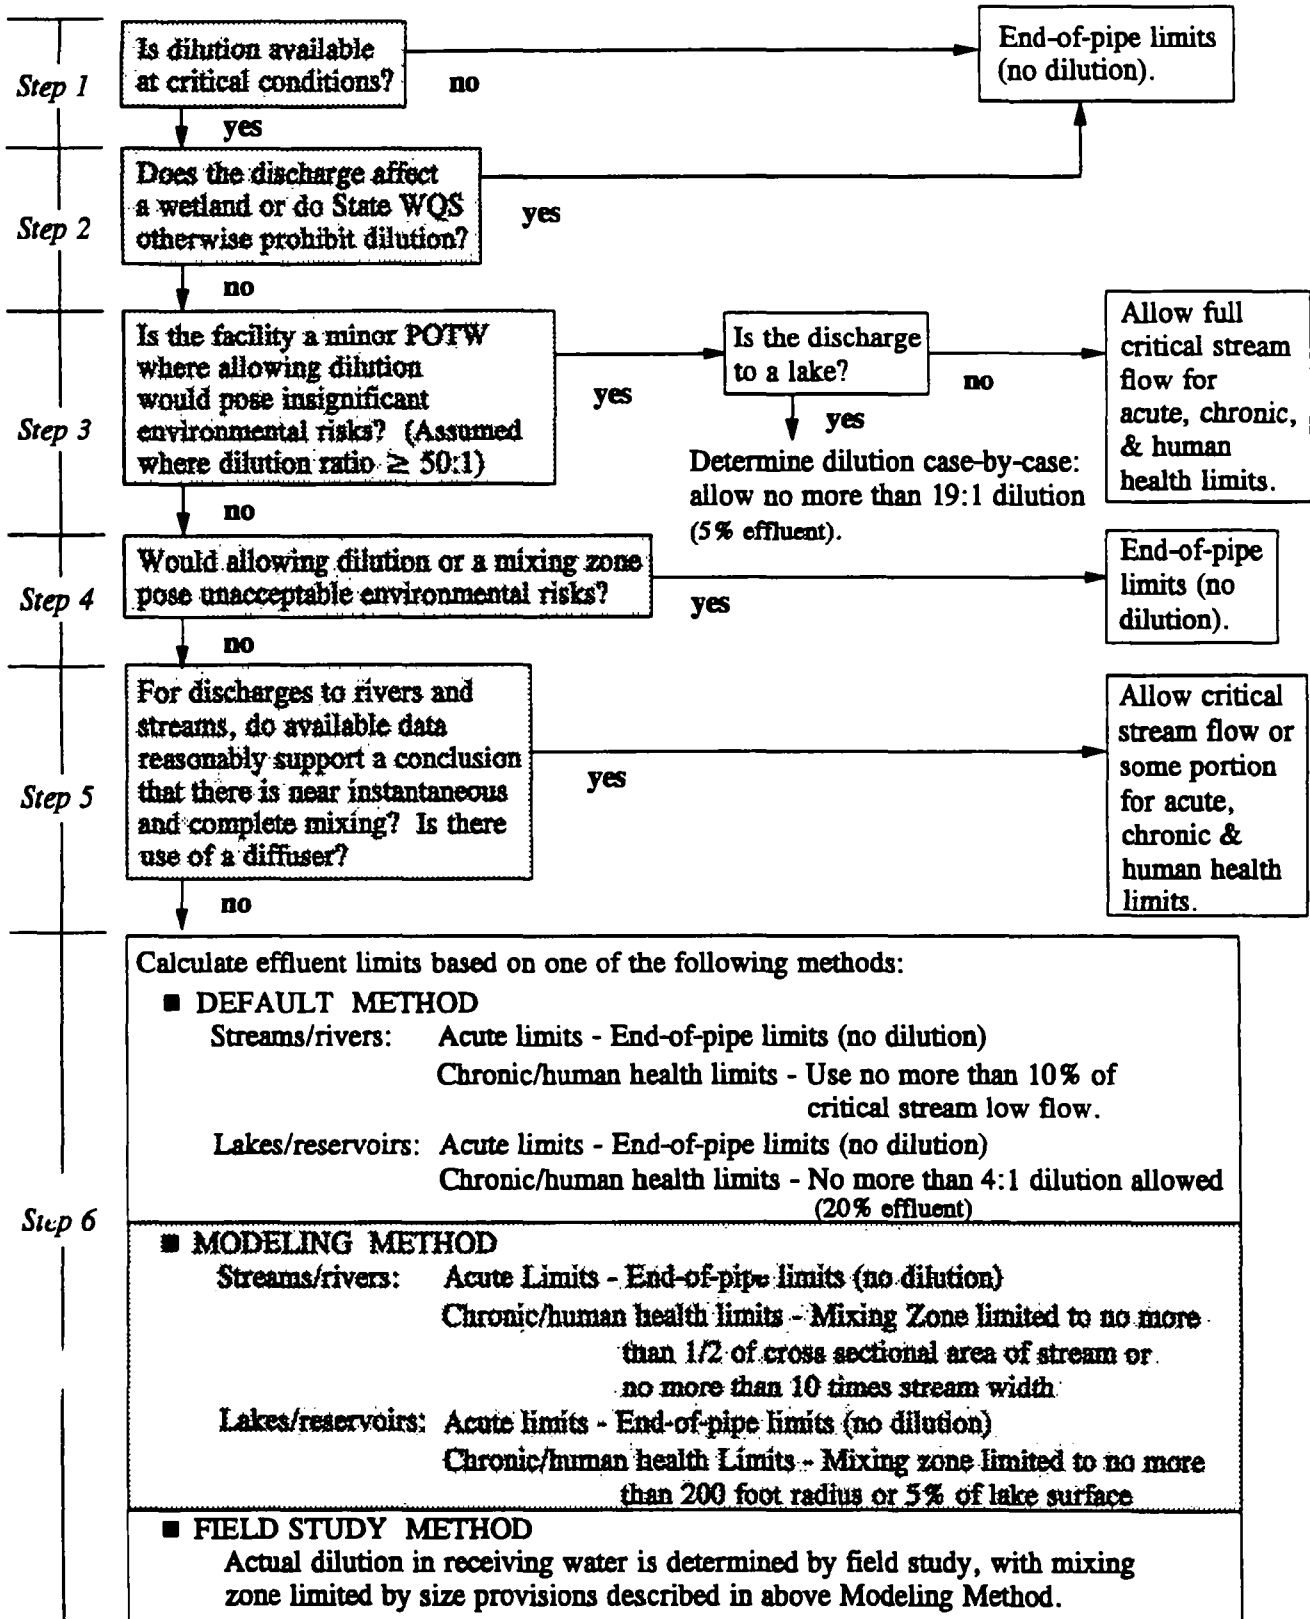 Step 1
Is dilution available
at critical conditions?
no
End-of-pipe limits
(no dilution).
yes
Step 2
Does the discharge affect
a wetland or do State WQS
otherwise prohibit dilution?
yes
no
Step 3
Is the facility a minor POTW
where allowing dilution
would pose insignificant
environmental risks? (Assumed
where dilution ratio ≥ 50:1)
yes
Is the discharge
to a lake?
no
Allow full
critical stream
flow for
acute, chronic,
& human
health limits.
yes
Determine dilution case-by-case:
allow no more than 19:1 dilution
(5% effluent).
no
Step 4
Would allowing dilution or a mixing zone
pose unacceptable environmental risks?
yes
End-of-pipe
limits (no
dilution).
no
Step 5
For discharges to rivers and
streams, do available data
reasonably support a conclusion
that there is near instantaneous
and complete mixing? Is there
use of a diffuser?
yes
Allow critical
stream flow or
some portion
for acute,
chronic &
human health
limits.
no
Step 6
Calculate effluent limits based on one of the following methods:
■ DEFAULT METHOD
Streams/rivers: Acute limits - End-of-pipe limits (no dilution)
Chronic/human health limits - Use no more than 10% of
critical stream low flow.
Lakes/reservoirs: Acute limits - End-of-pipe limits (no dilution)
Chronic/human health limits - No more than 4:1 dilution allowed
(20% effluent)
■ MODELING METHOD
Streams/rivers: Acute Limits - End-of-pipe limits (no dilution)
Chronic/human health limits - Mixing Zone limited to no more
than 1/2 of cross sectional area of stream or
no more than 10 times stream width
Lakes/reservoirs: Acute limits - End-of-pipe limits (no dilution)
Chronic/human health Limits - Mixing zone limited to no more
than 200 foot radius or 5% of lake surface
■ FIELD STUDY METHOD
Actual dilution in receiving water is determined by field study, with mixing
zone limited by size provisions described in above Modeling Method.